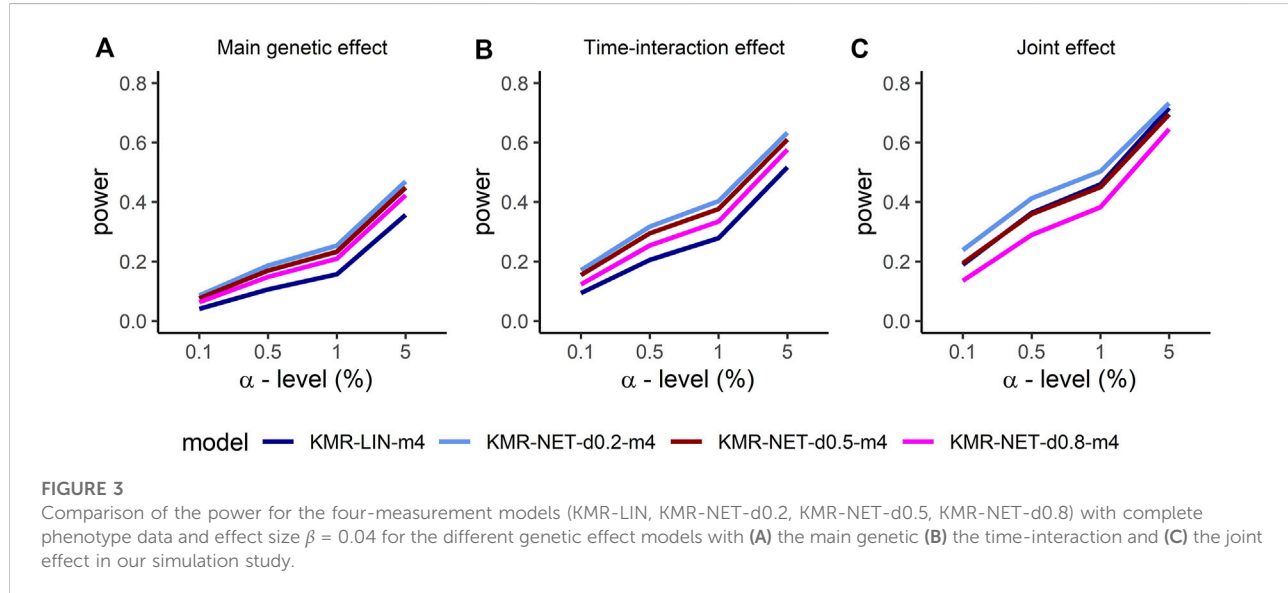 A Main genetic effect B Time-interaction effect C Joint effect
0.8 0.8 0.8
0.6 0.6 0.6
power power power
0.4 0.4 0.4
0.2 0.2 0.2
0.0 0.0 0.0
0.1 0.5 1 5 0.1 0.5 1 5 0.1 0.5 1 5
α - level (%) α - level (%) α - level (%)
model KMR-LIN-m4 KMR-NET-d0.2-m4 KMR-NET-d0.5-m4 KMR-NET-d0.8-m4
FIGURE 3
Comparison of the power for the four-measurement models (KMR-LIN, KMR-NET-d0.2, KMR-NET-d0.5, KMR-NET-d0.8) with complete
phenotype data and effect size β = 0.04 for the different genetic effect models with (A) the main genetic (B) the time-interaction and (C) the joint
effect in our simulation study.